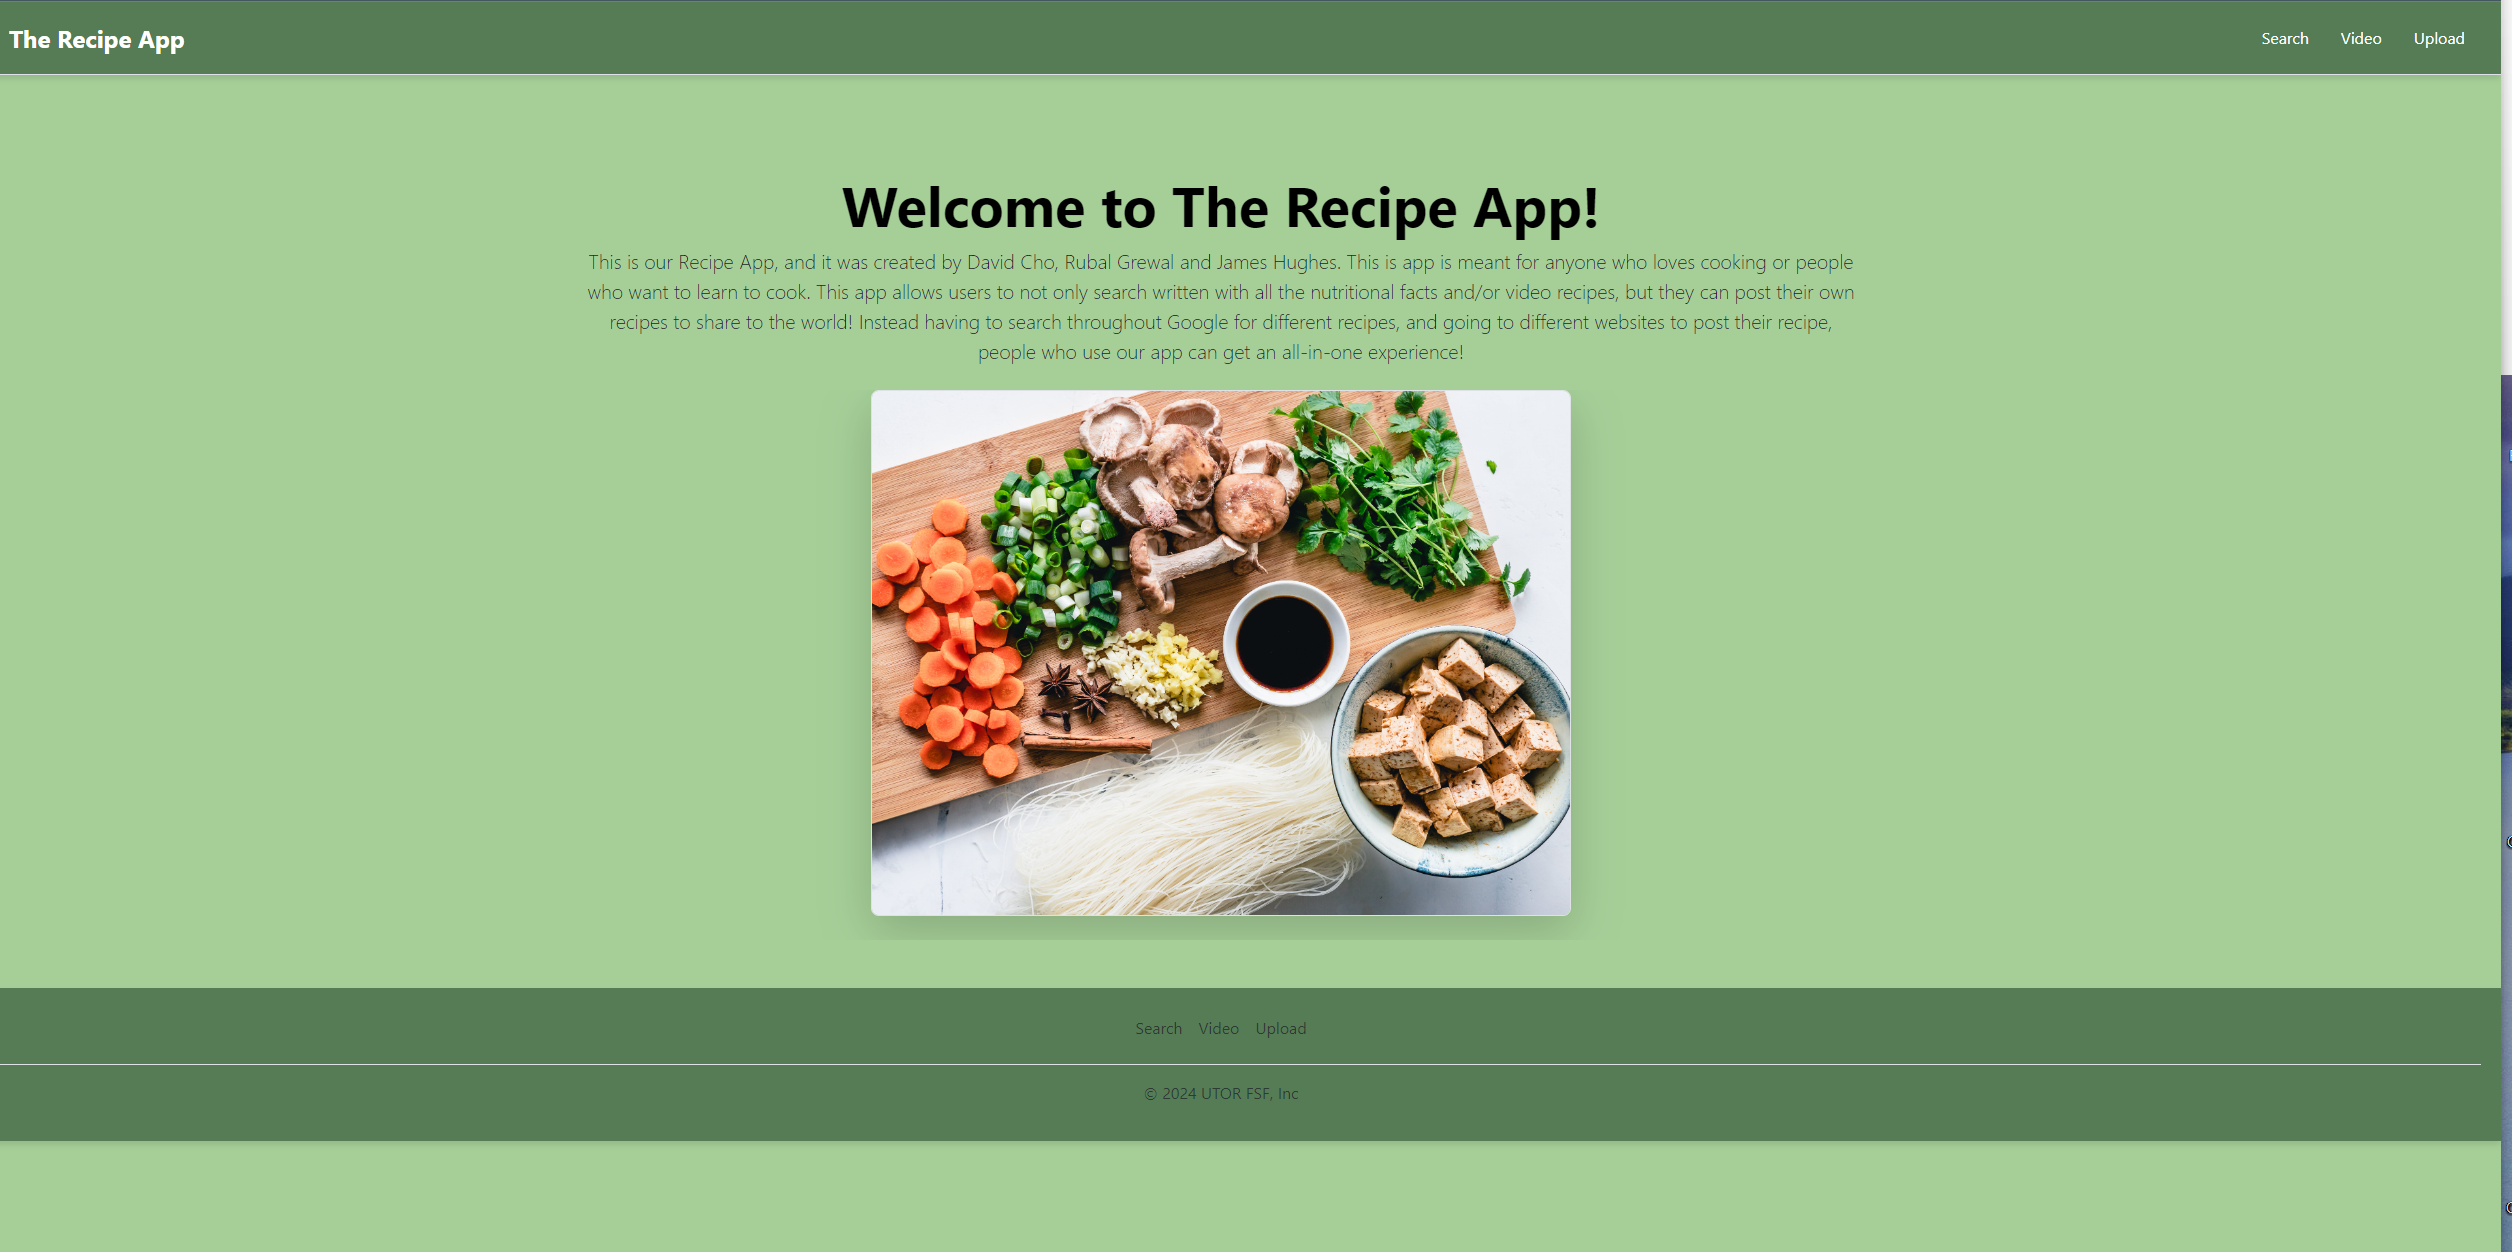 The Recipe App
Search Video Upload
Welcome to The Recipe App!
This is our Recipe App, and it was created by David Cho, Rubal Grewal and James Hughes. This is app is meant for anyone who loves cooking or people
who want to learn to cook. This app allows users to not only search written with all the nutritional facts and/or video recipes, but they can post their own
recipes to share to the world! Instead having to search throughout Google for different recipes, and going to different websites to post their recipe,
people who use our app can get an all-in-one experience!
Search Video Upload
© 2024 UTOR FSF, Inc